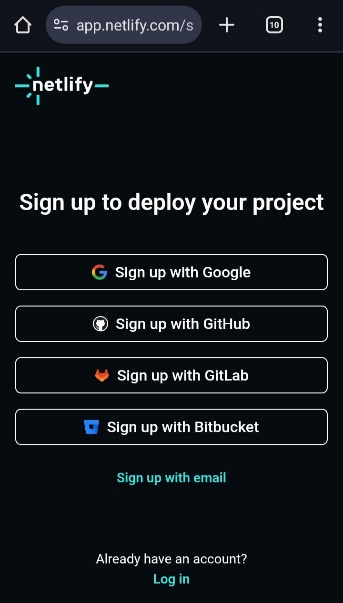 app.netlify.com/s
10
netlify
Sign up to deploy your project
Sign up with Google
Sign up with GitHub
Sign up with GitLab
Sign up with Bitbucket
Sign up with email
Already have an account?
Log in